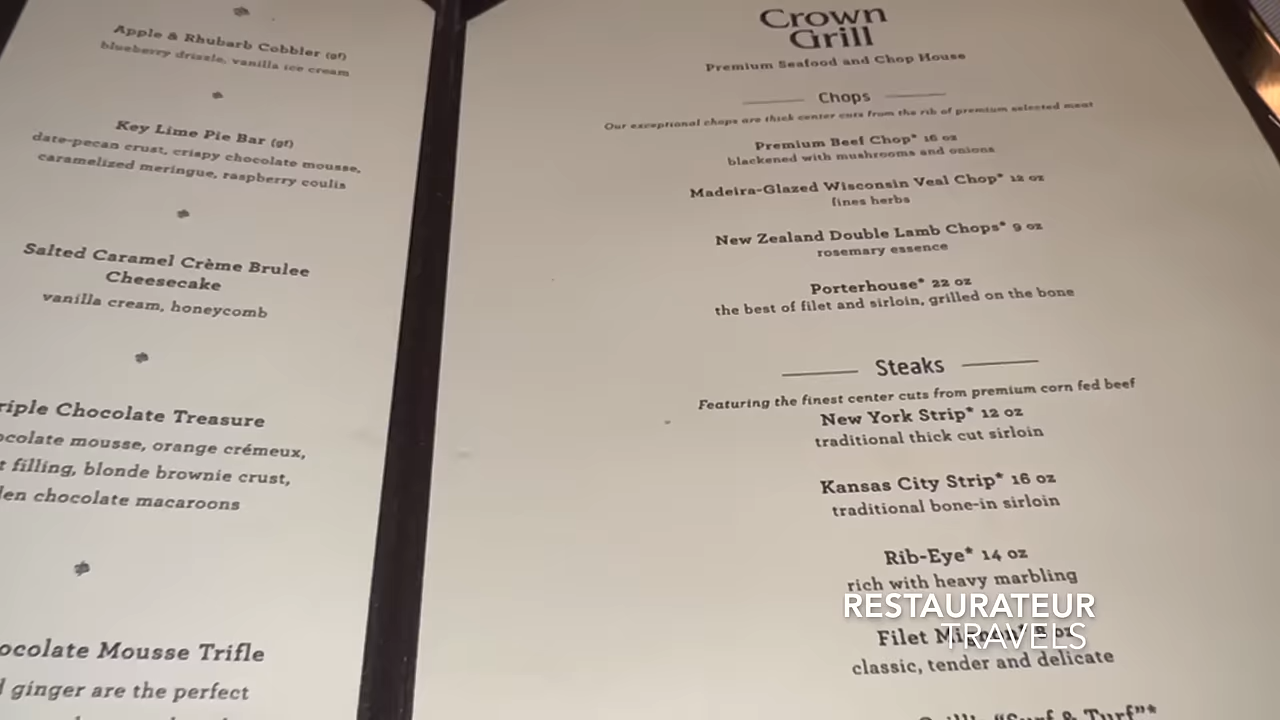 Apple & Rhubarb Cobbler (gf)
blueberry drizzle, vanilla ice cream
Key Lime Pie Bar (gf)
date-pecan crust, crispy chocolate mousse,
caramelized meringue, raspberry coulis
Salted Caramel Crème Brulee
Cheesecake
vanilla cream, honeycomb
riple Chocolate Treasure
ocolate mousse, orange crémeux,
t filling, blonde brownie crust,
den chocolate macaroons
ocolate Mousse Trifle
d ginger are the perfect
Crown
Grill
Premium Seafood and Chop House
Chops
Our exceptional chops are thick center cuts from the rib of premium selected meat
Premium Beef Chop* 16 oz
blackened with mushrooms and onions
Madeira-Glazed Wisconsin Veal Chop* 12 oz
fines herbs
New Zealand Double Lamb Chops* 9 oz
rosemary essence
Porterhouse* 22 oz
the best of filet and sirloin, grilled on the bone
Steaks
Featuring the finest center cuts from premium corn fed beef
New York Strip* 12 oz
traditional thick cut sirloin
Kansas City Strip* 16 oz
traditional bone-in sirloin
Rib-Eye* 14 oz
rich with heavy marbling
RESTAURATEUR
TRAVELS
Filet Mignon* 8 oz
classic, tender and delicate
"Surf & Turf"*